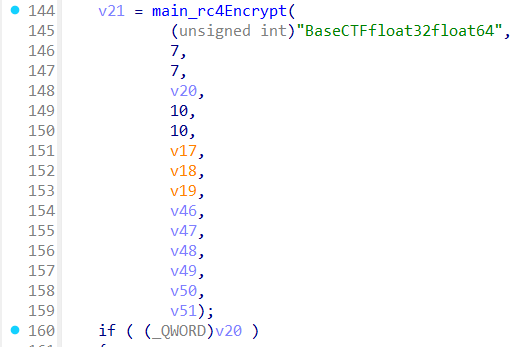 144 v21 = main_rc4Encrypt(
145 (unsigned int)"BaseCTFfloat32float64",
146 7,
147 7,
148 v20,
149 10,
150 10,
151 v17,
152 v18,
153 v19,
154 v46,
155 v47,
156 v48,
157 v49,
158 v50,
159 v51);
160 if ( (_QWORD)v20 )